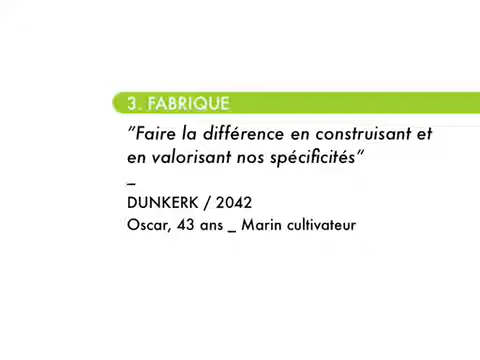 3. FABRIQUE
"Faire la différence en construisant et
en valorisant nos spécificités"
_
DUNKERK / 2042
Oscar, 43 ans _ Marin cultivateur